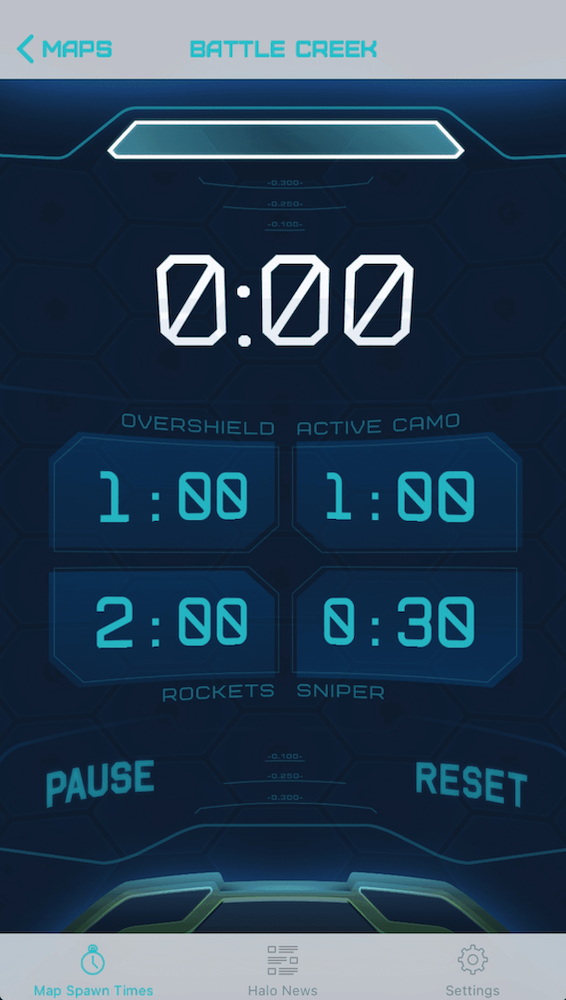 MAPS BATTLE CREEK
-0.300-
-0.250-
-0.100-
0:00
OVERSHIELD ACTIVE CAMO
1:00 1:00
2:00 0:30
ROCKETS SNIPER
-0.100-
-0.250-
-0.300-
PAUSE RESET
Map Spawn Times Halo News Settings